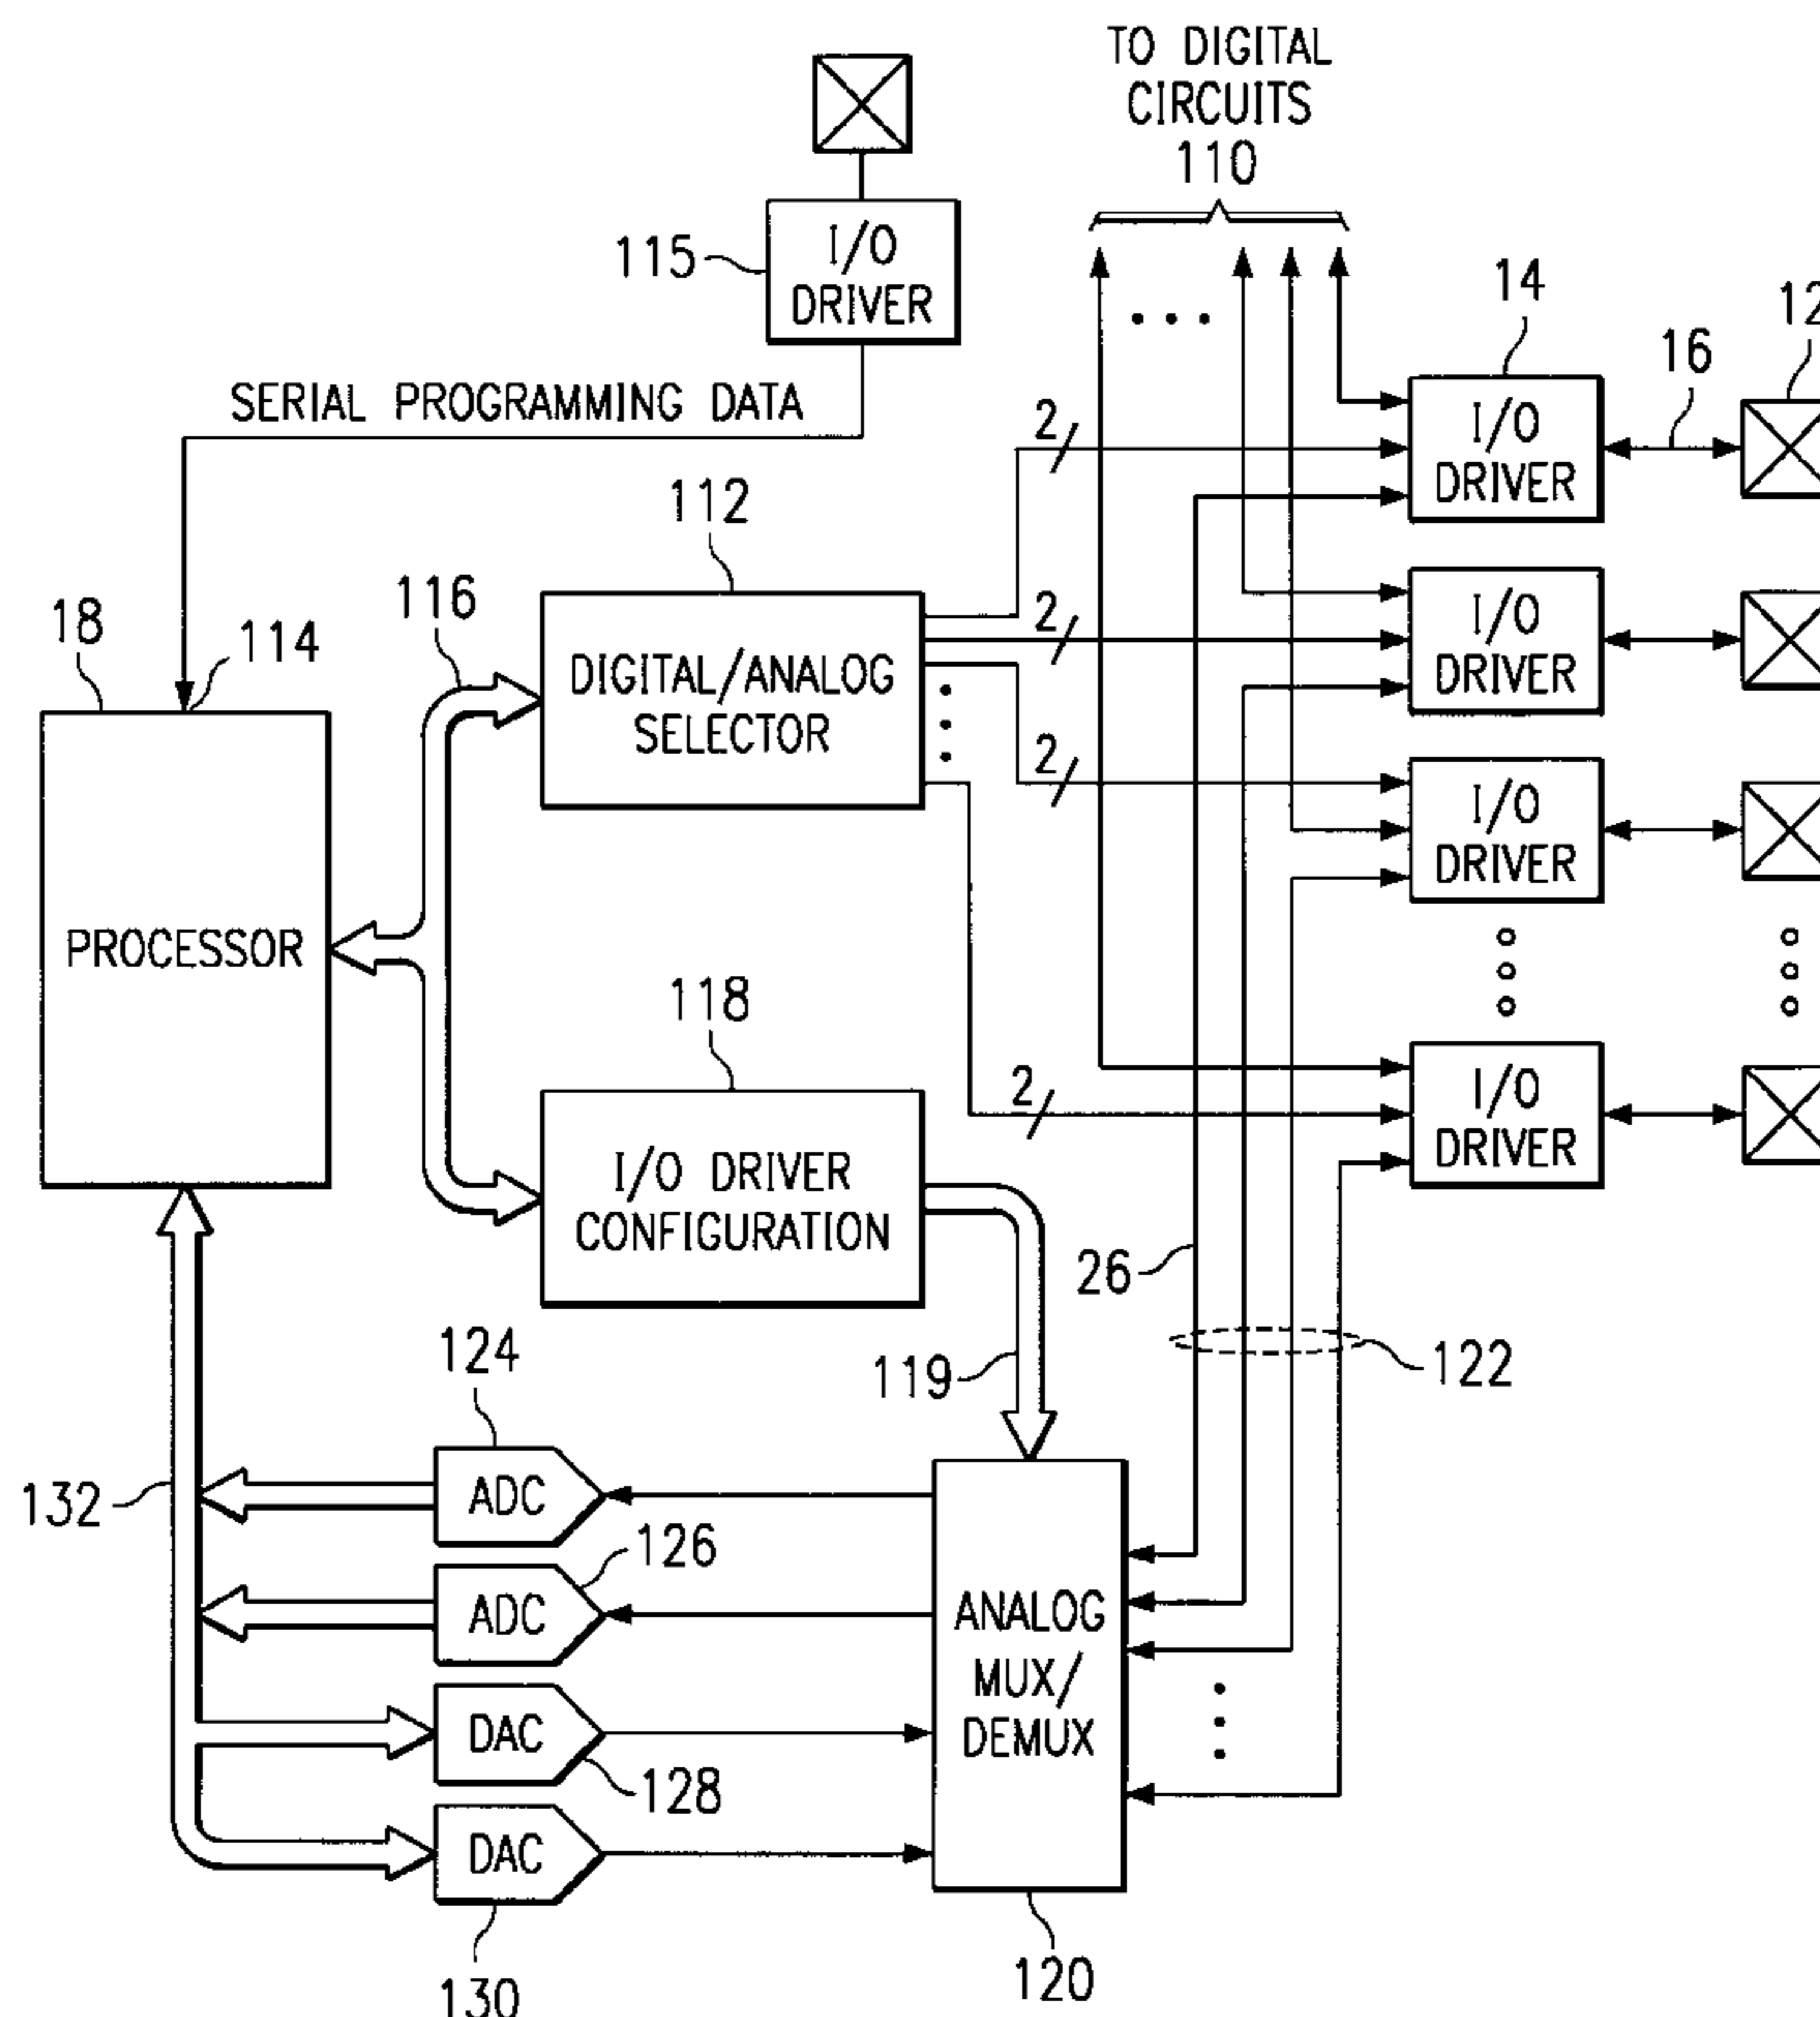 TO DIGITAL
CIRCUITS
110
I/O
DRIVER
115
SERIAL PROGRAMMING DATA
14
16
12
2
I/O
DRIVER
112
116
18
114
DIGITAL/ANALOG
SELECTOR
2
I/O
DRIVER
2
I/O
DRIVER
PROCESSOR
118
2
I/O
DRIVER
I/O DRIVER
CONFIGURATION
26
119
122
124
ADC
132
126
ADC
ANALOG
MUX/
DEMUX
DAC
128
DAC
130
120